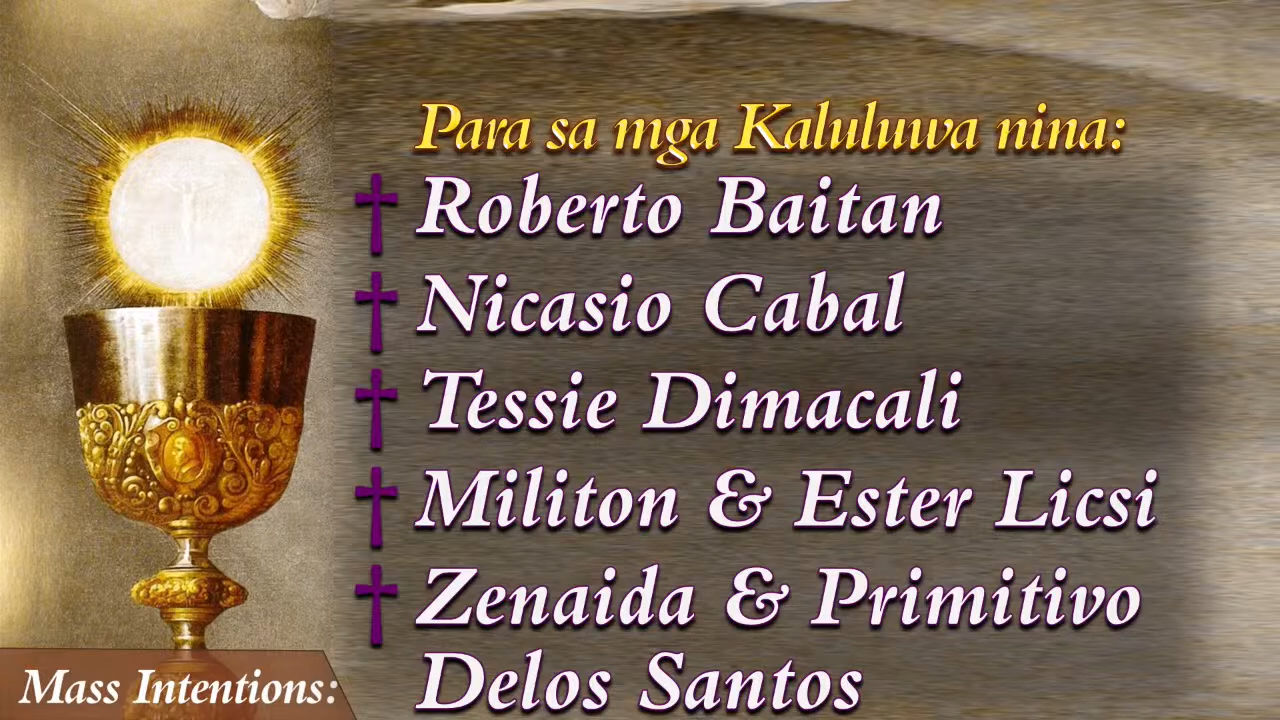 Para sa mga Kaluluwa nina:
† Roberto Baitan
† Nicasio Cabal
† Tessie Dimacali
† Militon & Ester Licsi
† Zenaida & Primitivo
Delos Santos
Mass Intentions: